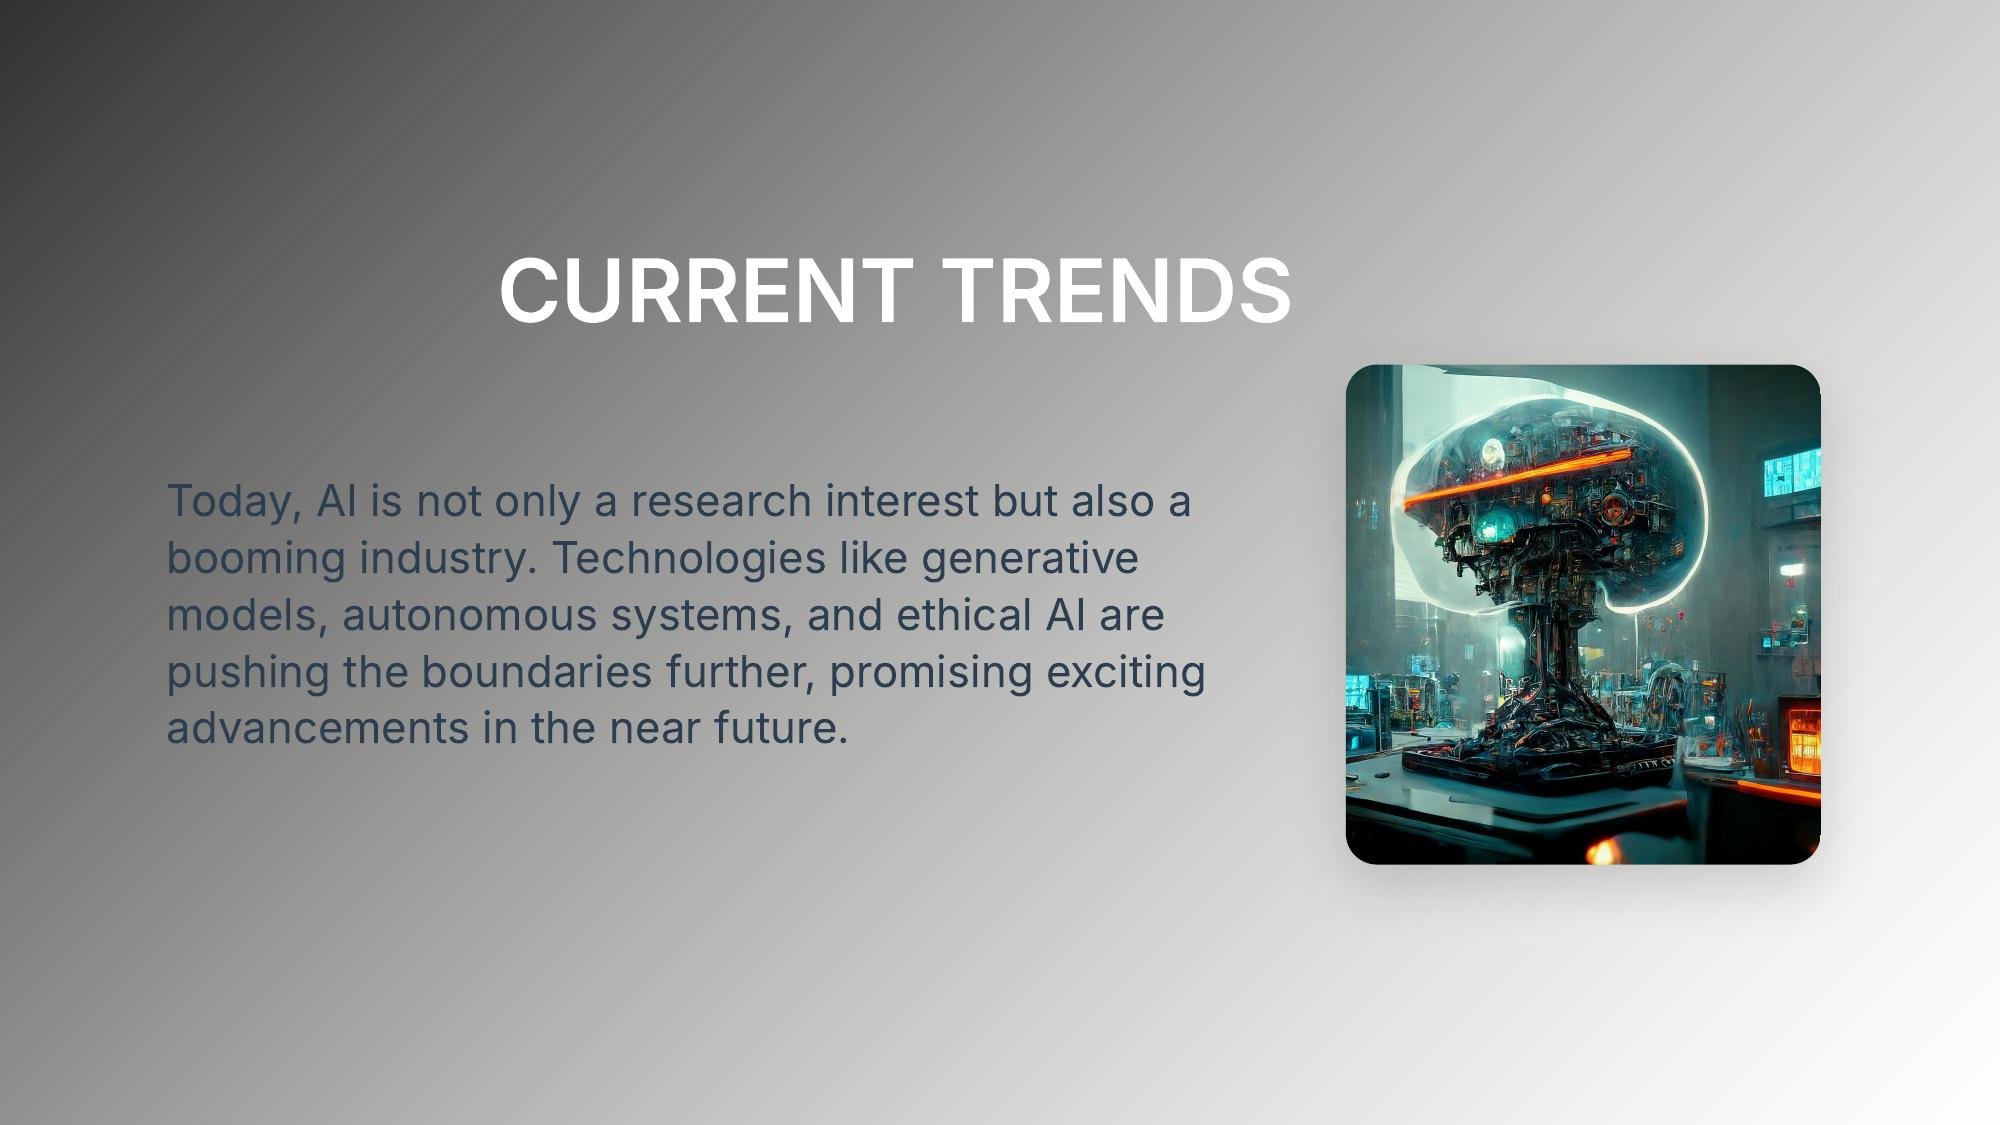 CURRENT TRENDS
Today, AI is not only a research interest but also a
booming industry. Technologies like generative
models, autonomous systems, and ethical AI are
pushing the boundaries further, promising exciting
advancements in the near future.